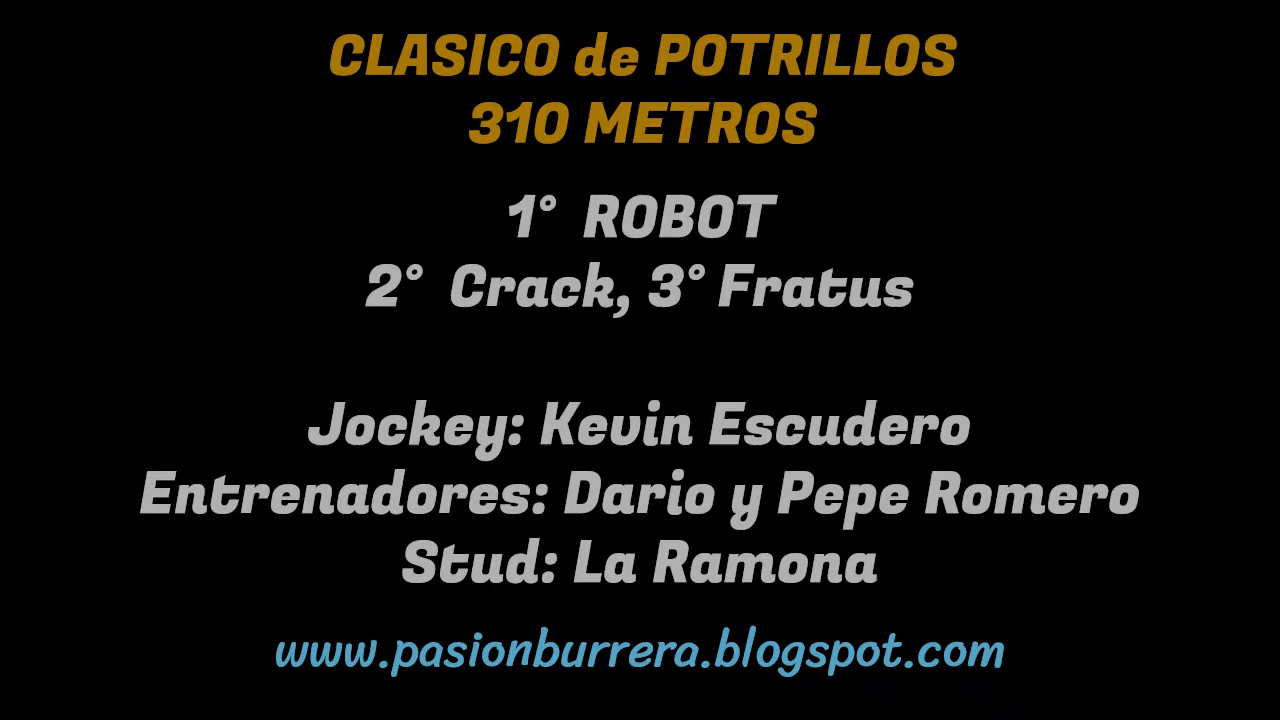 CLASICO de POTRILLOS
310 METROS
1° ROBOT
2° Crack, 3° Fratus
Jockey: Kevin Escudero
Entrenadores: Dario y Pepe Romero
Stud: La Ramona
www.pasionburrera.blogspot.com